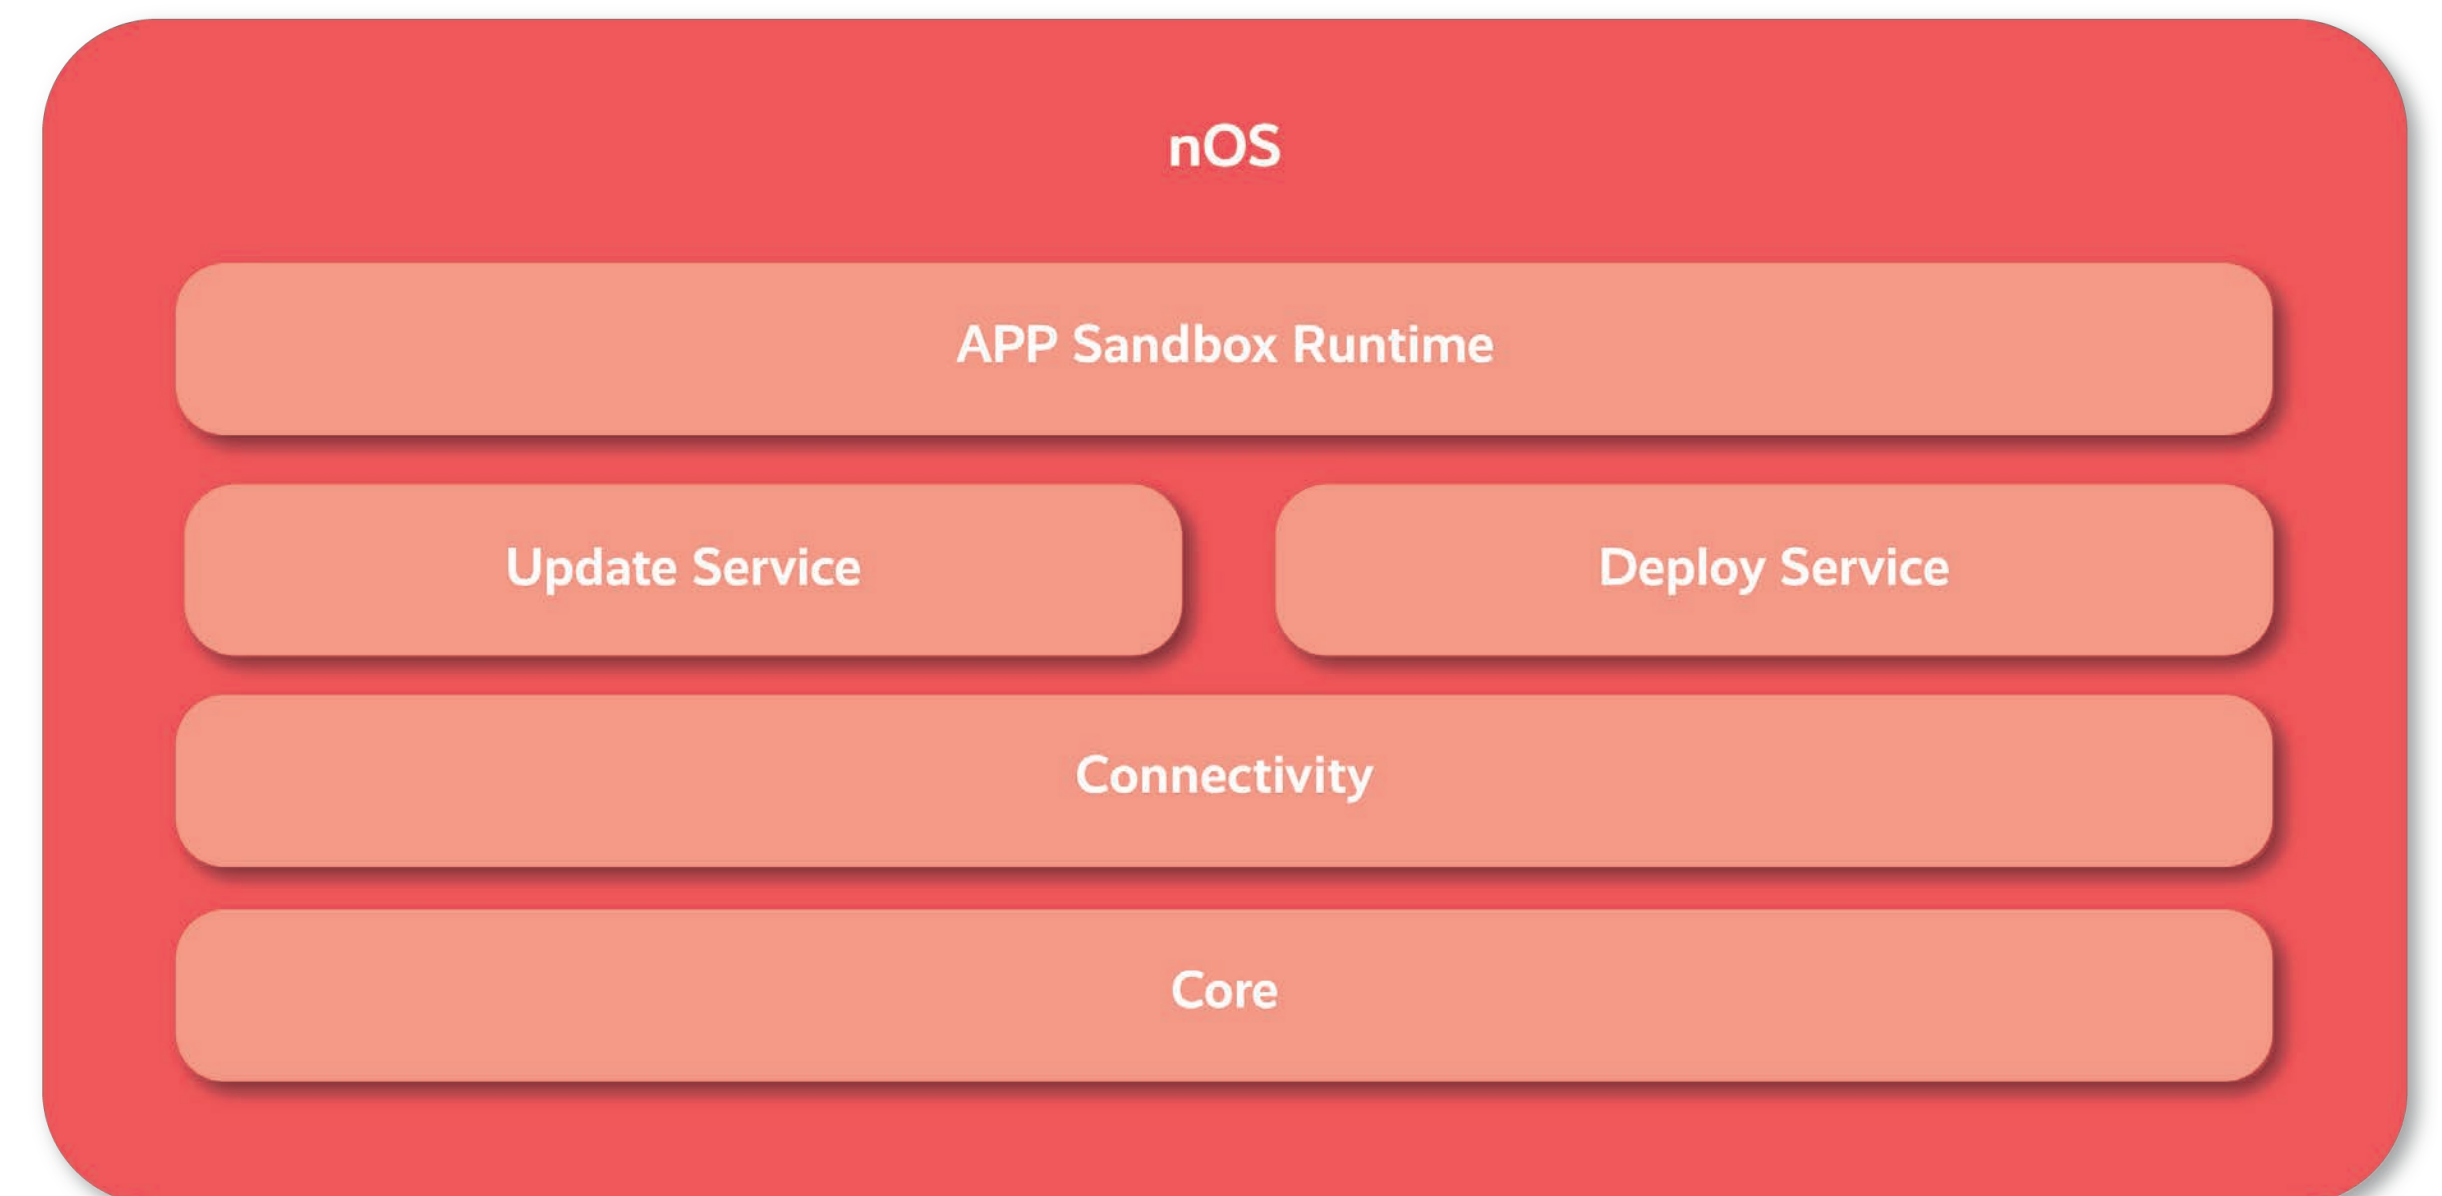 nOS
APP Sandbox Runtime
Update Service
Deploy Service
Connectivity
Core